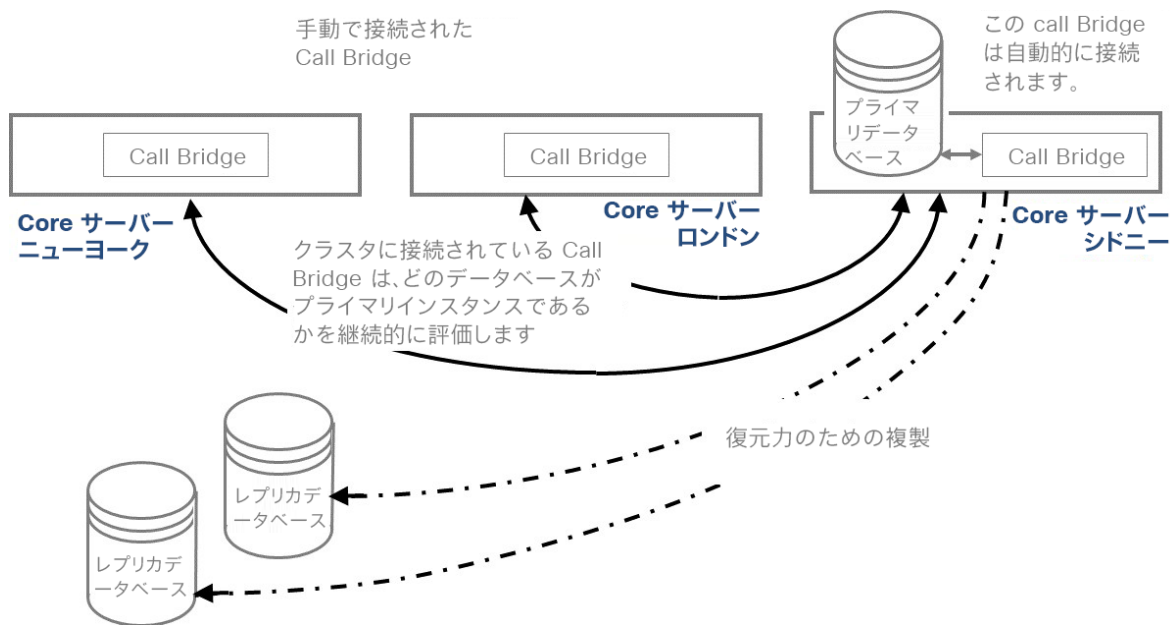 手動で接続された
Call Bridge
この call Bridge
は自動的に接続
されます。
Call Bridge
Call Bridge
プライマ
リデータ
ベース
Call Bridge
Core サーバー
ニューヨーク
Core サーバー
ロンドン
Core サーバー
シドニー
クラスタに接続されている Call
Bridge は、どのデータベースが
プライマリインスタンスである
かを継続的に評価します
復元力のための複製
レプリカデ
ータベース
レプリカデ
ータベース